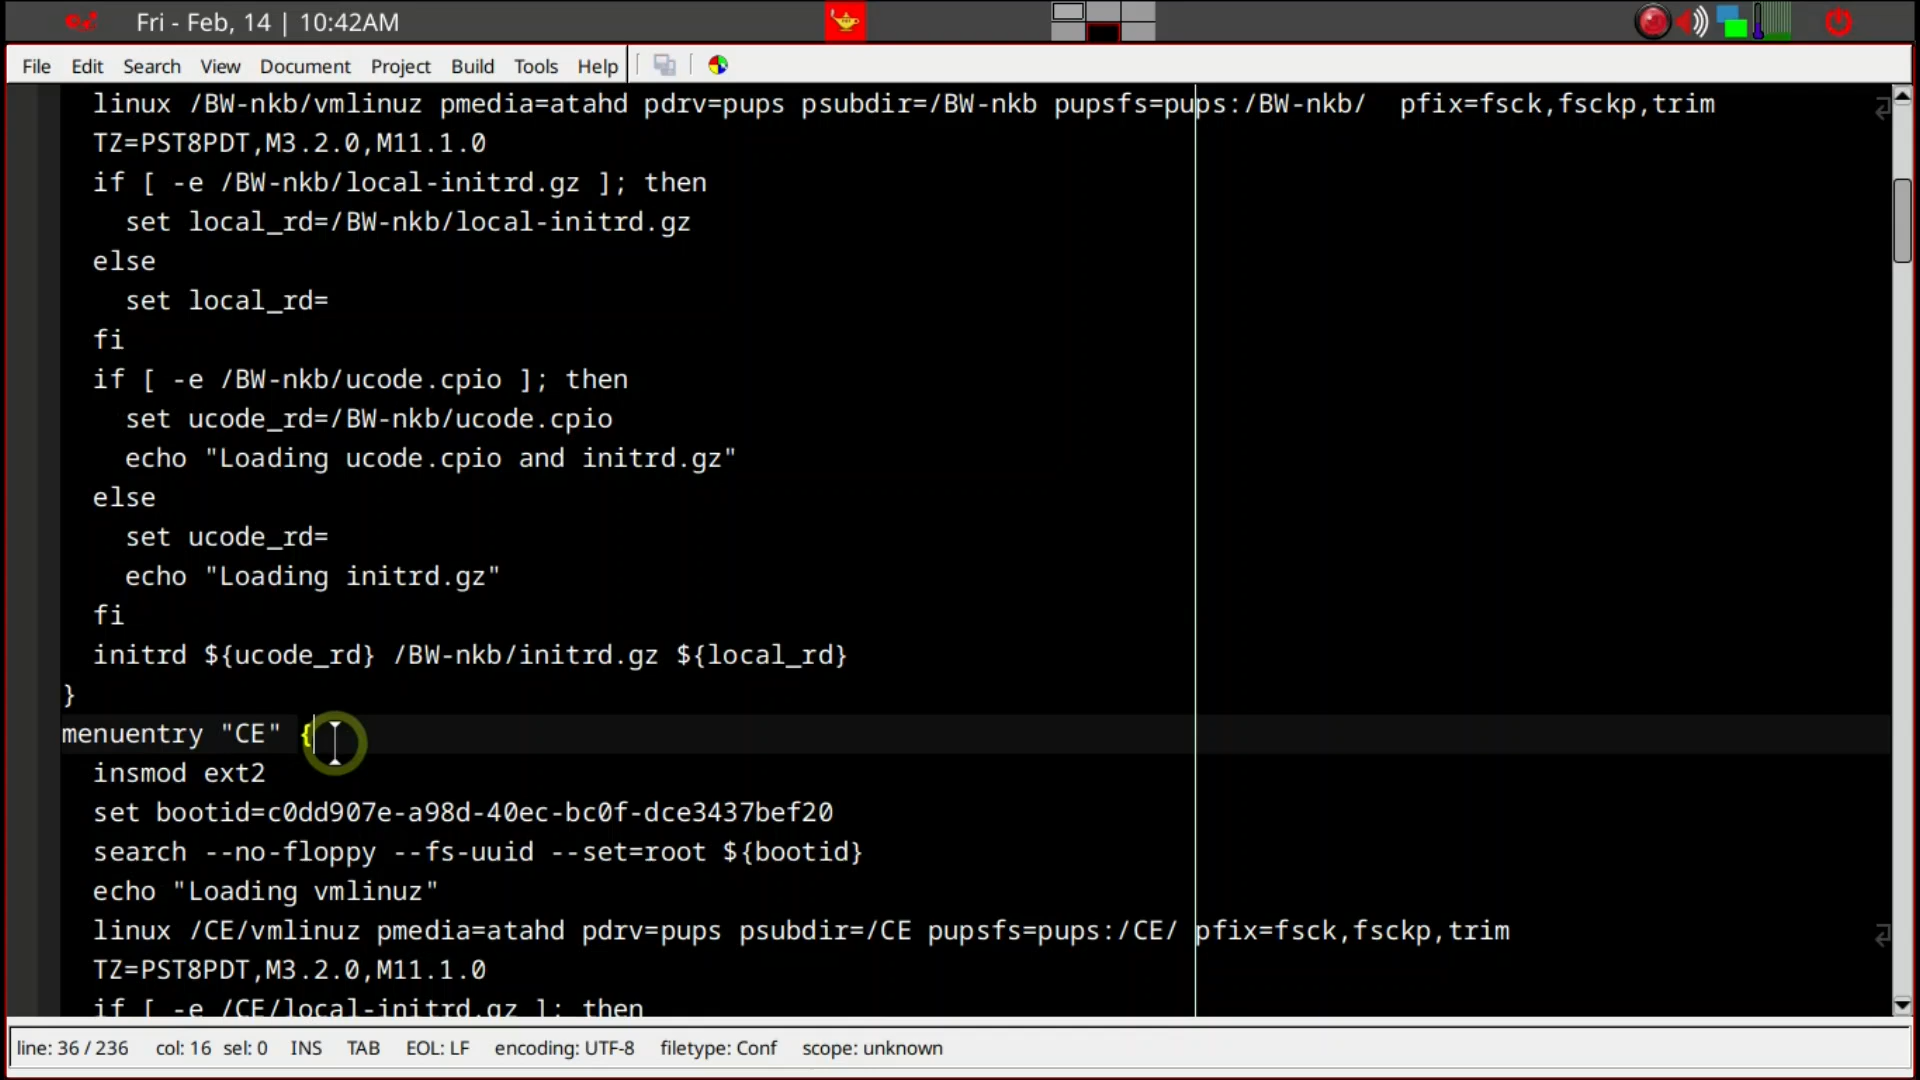 Fri - Feb, 14 | 10:42AM
File Edit Search View Document Project Build Tools Help
linux /BW-nkb/vmlinuz pmedia=atahd pdrv=pups psubdir=/BW-nkb pupsfs=pups:/BW-nkb/  pfix=fsck,fsckp,trim
TZ=PST8PDT,M3.2.0,M11.1.0
if [ -e /BW-nkb/local-initrd.gz ]; then
set local_rd=/BW-nkb/local-initrd.gz
else
set local_rd=
fi
if [ -e /BW-nkb/ucode.cpio ]; then
set ucode_rd=/BW-nkb/ucode.cpio
echo "Loading ucode.cpio and initrd.gz"
else
set ucode_rd=
echo "Loading initrd.gz"
fi
initrd ${ucode_rd} /BW-nkb/initrd.gz ${local_rd}
}
menuentry "CE" {
insmod ext2
set bootid=c0dd907e-a98d-40ec-bc0f-dce3437bef20
search --no-floppy --fs-uuid --set=root ${bootid}
echo "Loading vmlinuz"
linux /CE/vmlinuz pmedia=atahd pdrv=pups psubdir=/CE pupsfs=pups:/CE/ pfix=fsck,fsckp,trim
TZ=PST8PDT,M3.2.0,M11.1.0
if [ -e /CE/local-initrd.gz ]; then
line: 36 / 236 col: 16 sel: 0 INS TAB EOL: LF encoding: UTF-8 filetype: Conf scope: unknown